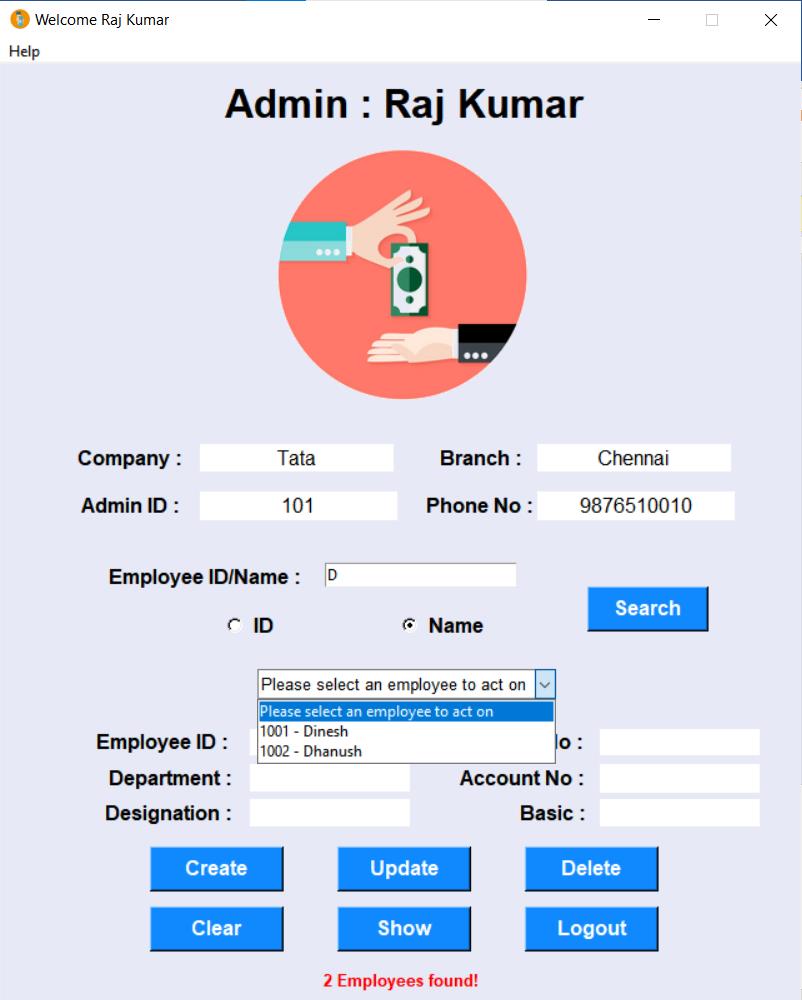 Welcome Raj Kumar
Help
Admin : Raj Kumar
Company : Tata Branch : Chennai
Admin ID : 101 Phone No : 9876510010
Employee ID/Name : D
Search
ID Name
Please select an employee to act on
Please select an employee to act on
1001 - Dinesh
1002 - Dhanush
Employee ID :
Department : Account No :
Designation : Basic :
Create Update Delete
Clear Show Logout
2 Employees found!